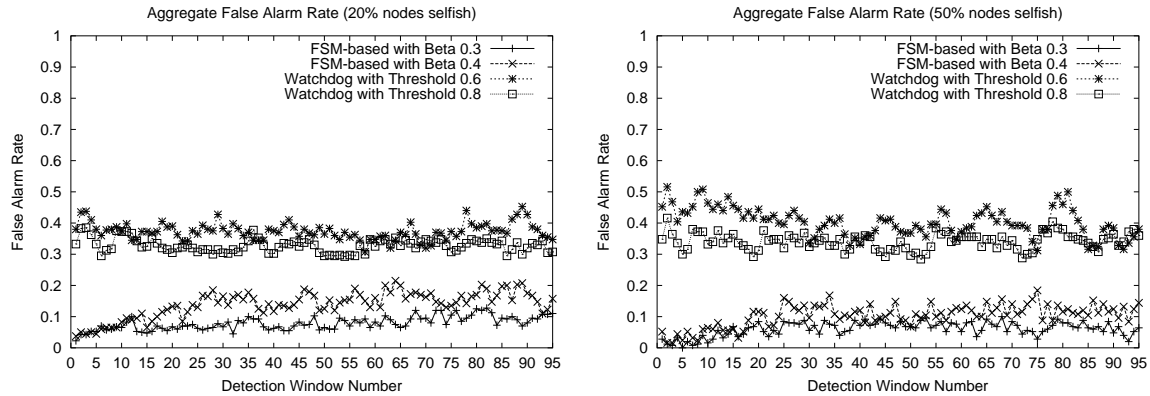 Aggregate False Alarm Rate (20% nodes selfish)
1
0.9
0.8
0.7
0.6
0.5
0.4
0.3
0.2
0.1
0
False Alarm Rate
FSM-based with Beta 0.3
FSM-based with Beta 0.4
Watchdog with Threshold 0.6
Watchdog with Threshold 0.8
0 5 10 15 20 25 30 35 40 45 50 55 60 65 70 75 80 85 90 95
Detection Window Number
Aggregate False Alarm Rate (50% nodes selfish)
1
0.9
0.8
0.7
0.6
0.5
0.4
0.3
0.2
0.1
0
False Alarm Rate
FSM-based with Beta 0.3
FSM-based with Beta 0.4
Watchdog with Threshold 0.6
Watchdog with Threshold 0.8
0 5 10 15 20 25 30 35 40 45 50 55 60 65 70 75 80 85 90 95
Detection Window Number